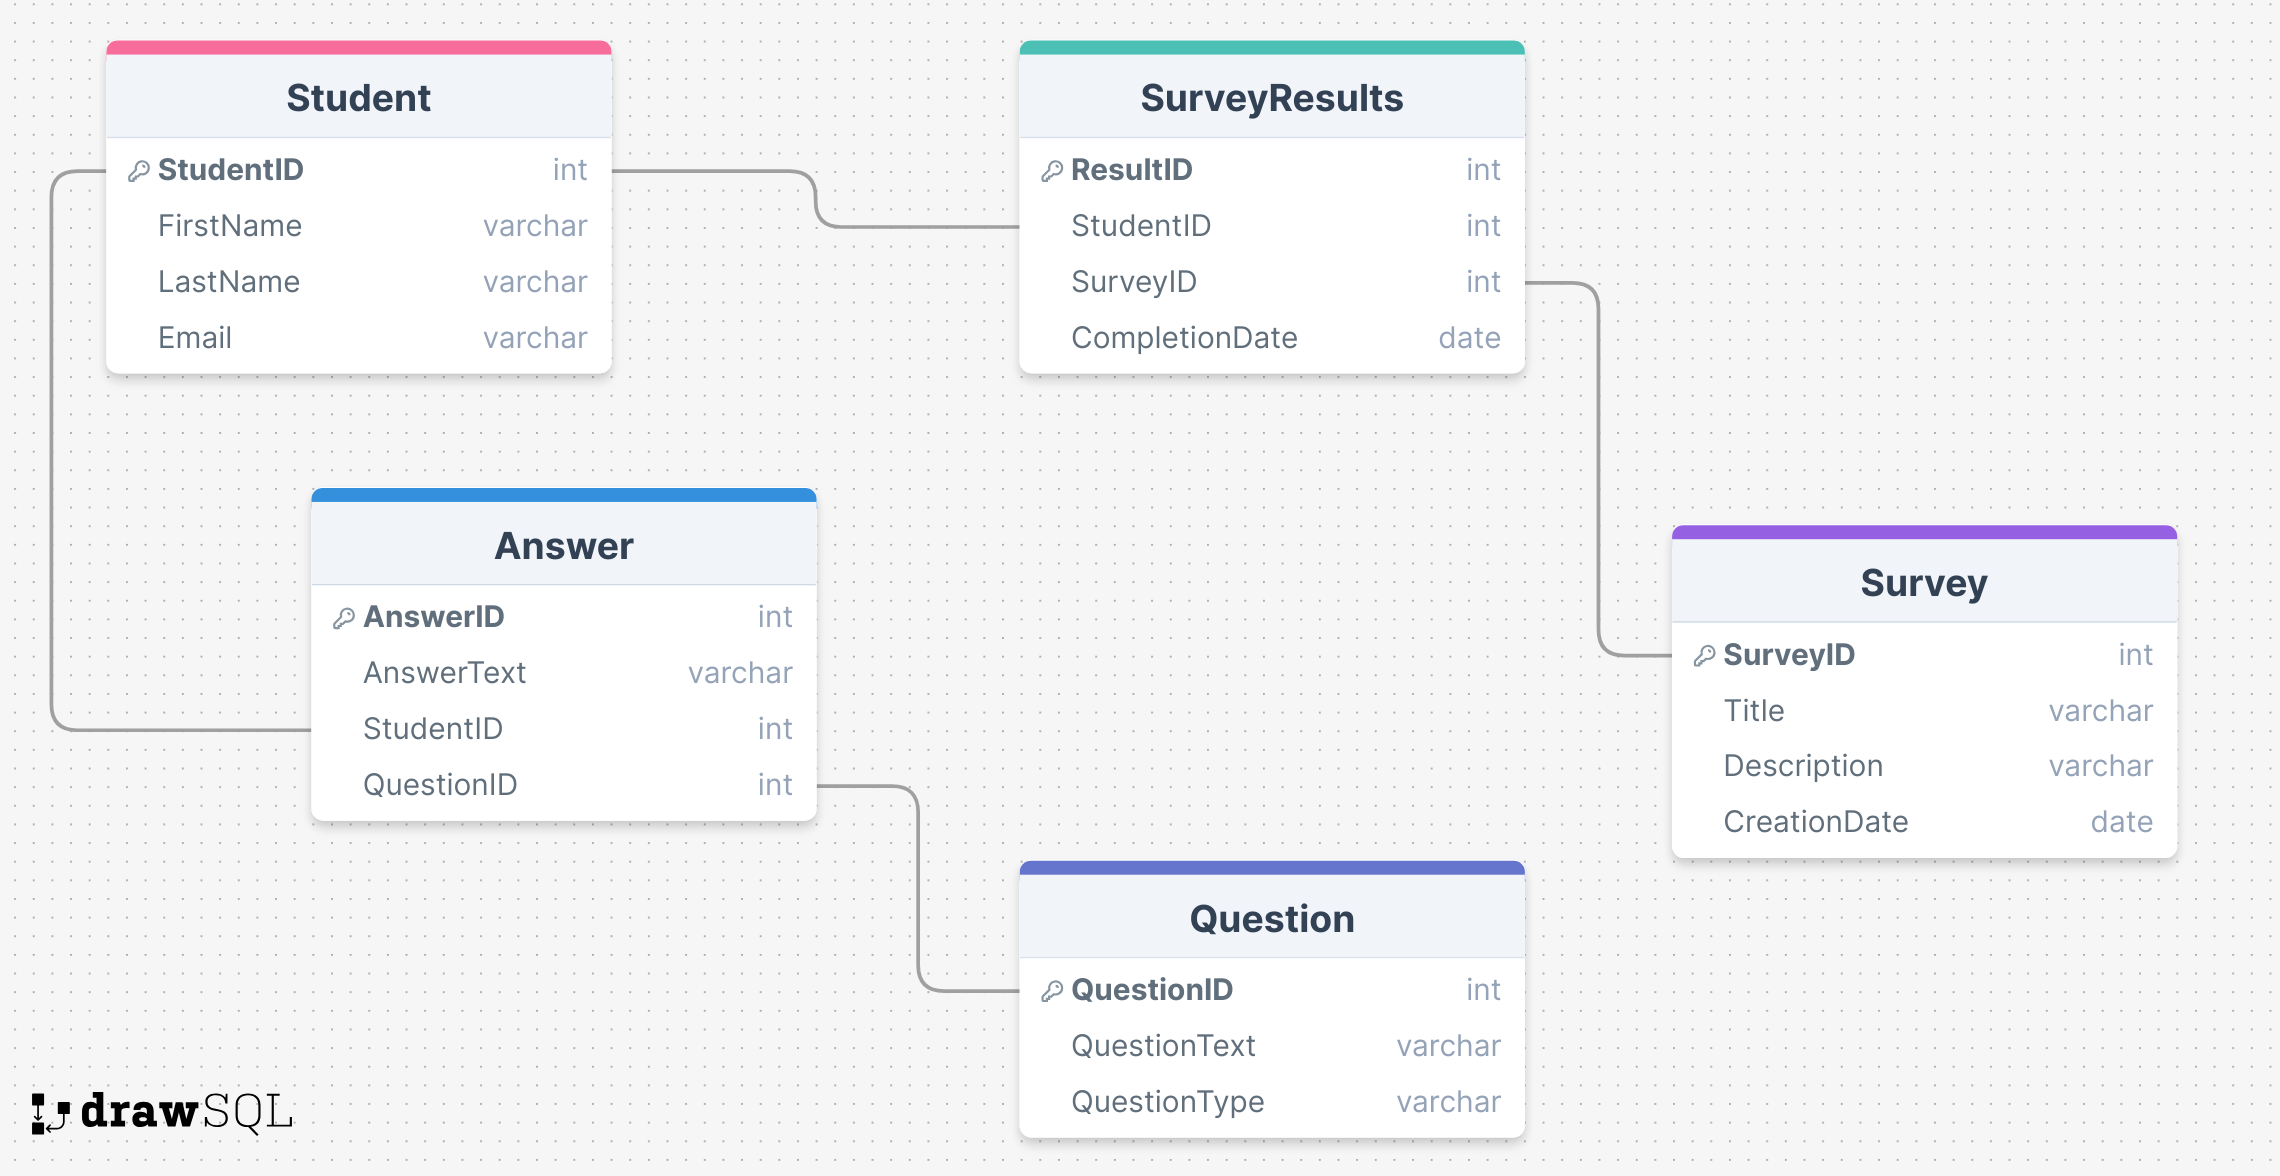 Student
StudentID int
FirstName varchar
LastName varchar
Email varchar
SurveyResults
ResultID int
StudentID int
SurveyID int
CompletionDate date
Answer
AnswerID int
AnswerText varchar
StudentID int
QuestionID int
Survey
SurveyID int
Title varchar
Description varchar
CreationDate date
Question
QuestionID int
QuestionText varchar
QuestionType varchar
drawSQL